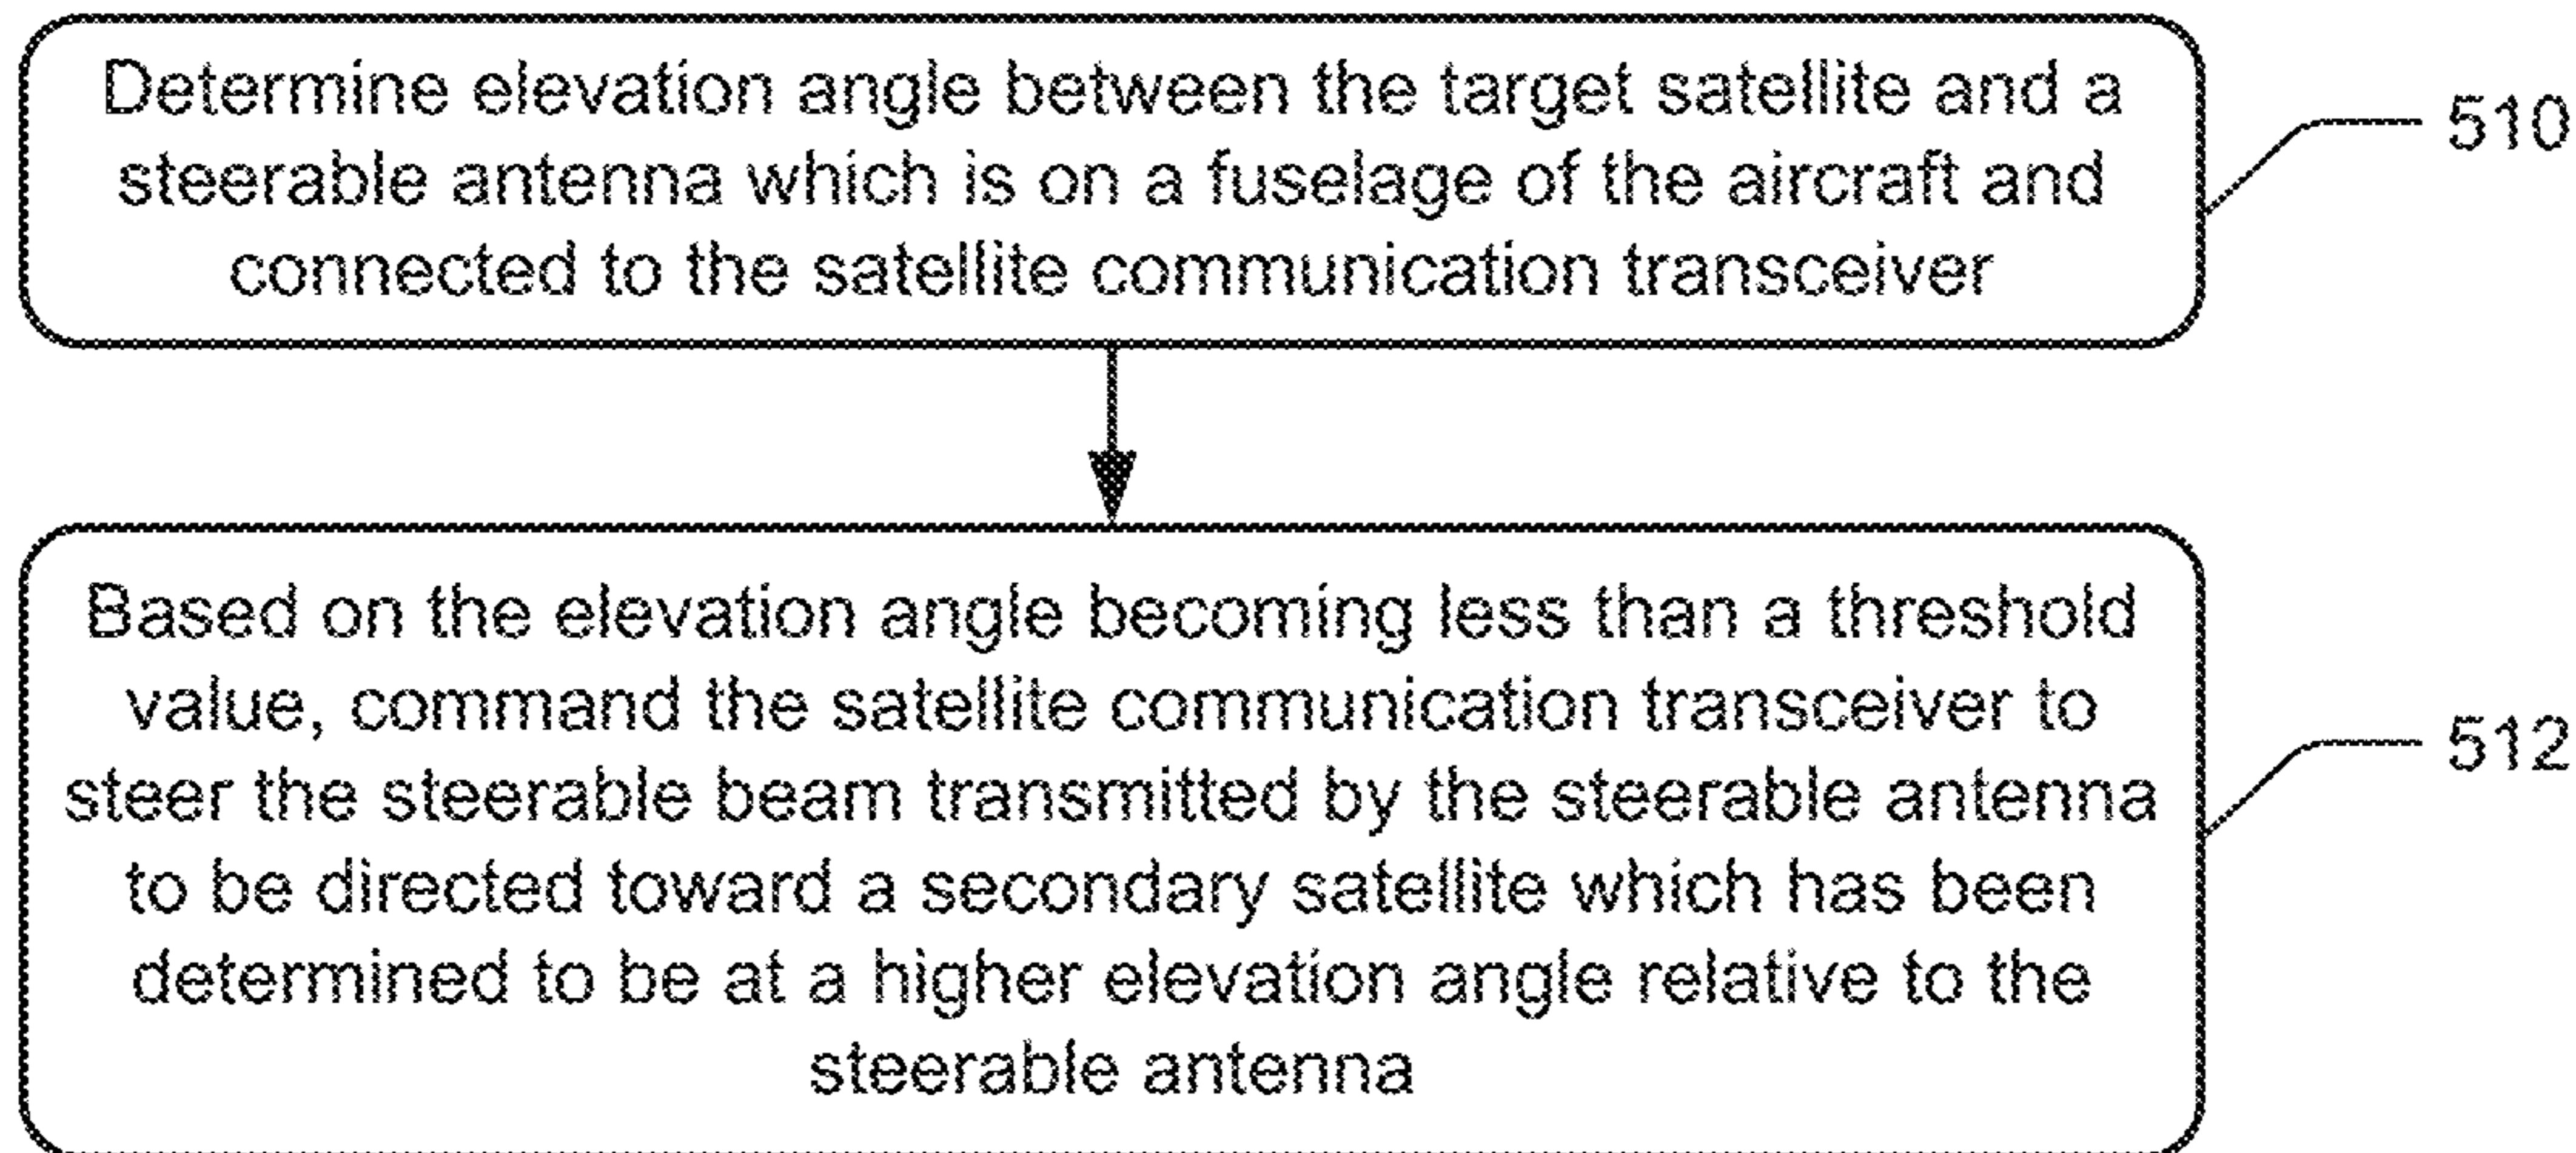 Determine elevation angle between the target satellite and a
steerable antenna which is on a fuselage of the aircraft and
connected to the satellite communication transceiver
510
Based on the elevation angle becoming less than a threshold
value, command the satellite communication transceiver to
steer the steerable beam transmitted by the steerable antenna
to be directed toward a secondary satellite which has been
determined to be at a higher elevation angle relative to the
steerable antenna
512